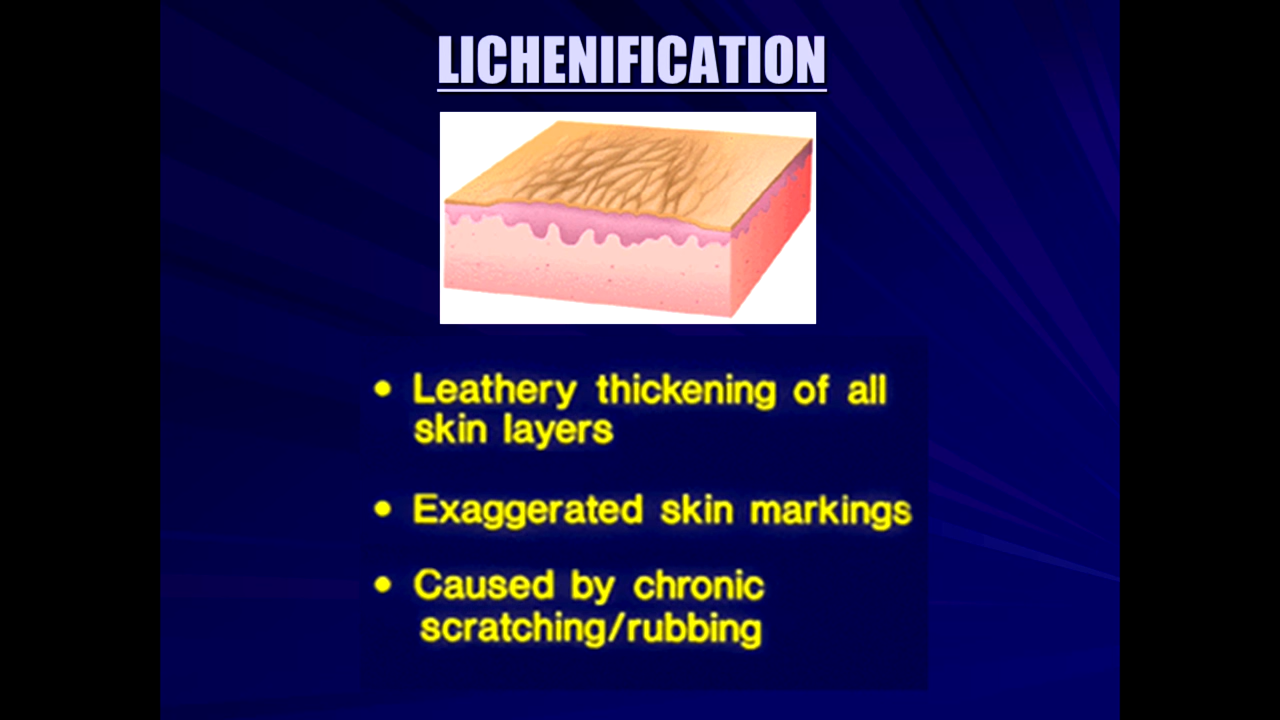 LICHENIFICATION
• Leathery thickening of all
skin layers
• Exaggerated skin markings
• Caused by chronic
scratching/rubbing